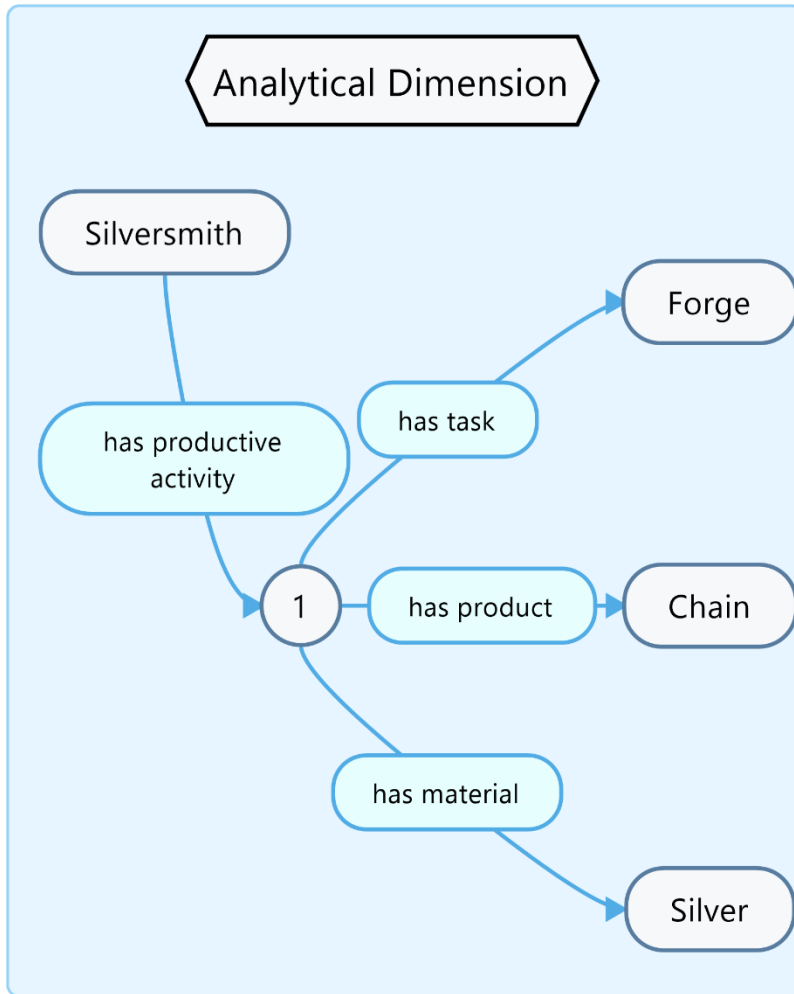 Analytical Dimension
Silversmith
Forge
has task
has productive
activity
1
has product
Chain
has material
Silver